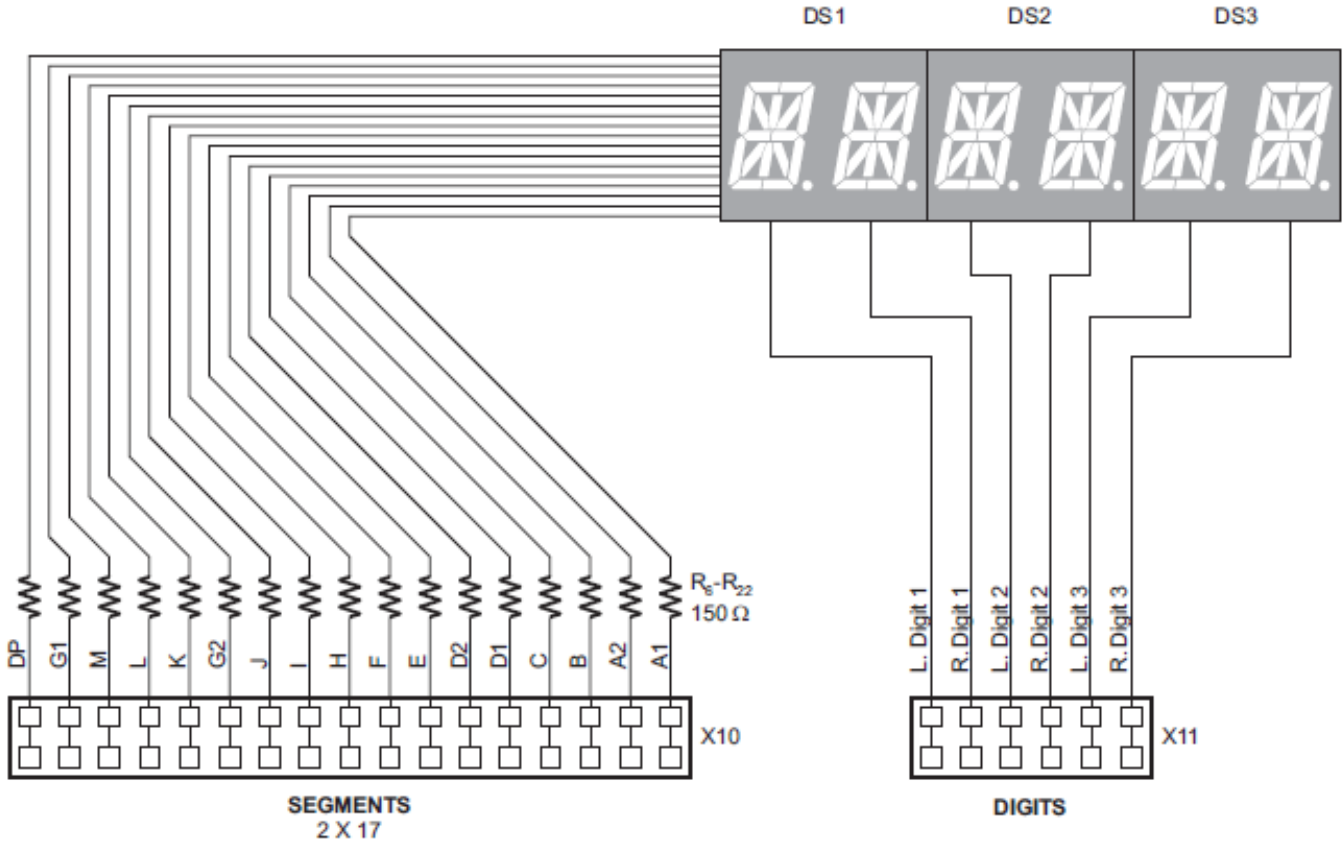 DS1 DS2 DS3
R6-R22
150 Ω
DP G1 M L K G2 J I H F E D2 D1 C B A2 A1
L. Digit 1
R. Digit 1
L. Digit 2
R. Digit 2
L. Digit 3
R. Digit 3
X10
X11
SEGMENTS
2 X 17
DIGITS